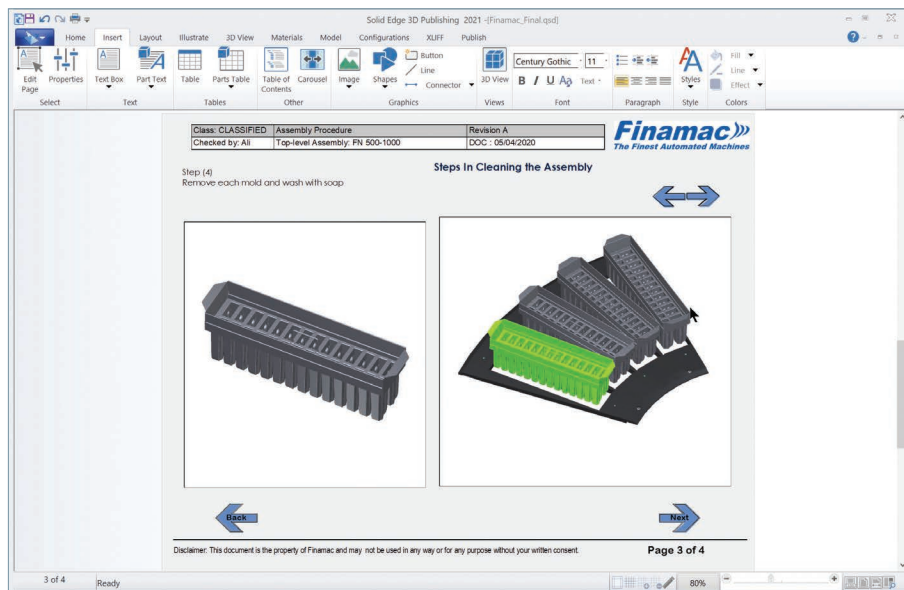 Solid Edge 3D Publishing 2021 -[Finamac_Final.qsd]
Home Insert Layout Illustrate 3D View Materials Model Configurations XLIFF Publish
Edit Page
Properties
Text Box
Part Text
Table
Parts Table
Table of Contents
Carousel
Image
Shapes
Button
Line
Connector
3D View
Century Gothic 11
B I U Text
Styles
Fill
Line
Effect
Select Text Tables Other Graphics Views Font Paragraph Style Colors
Class: CLASSIFIED Assembly Procedure Revision A
Checked by: Ali Top-level Assembly: FN 500-1000 DOC : 05/04/2020
Finamac
The Finest Automated Machines
Steps In Cleaning the Assembly
Step (4)
Remove each mold and wash with soap
Back
Next
Disclaimer: This document is the property of Finamac and may not be used in any way or for any purpose without your written consent.
Page 3 of 4
3 of 4 Ready 80%